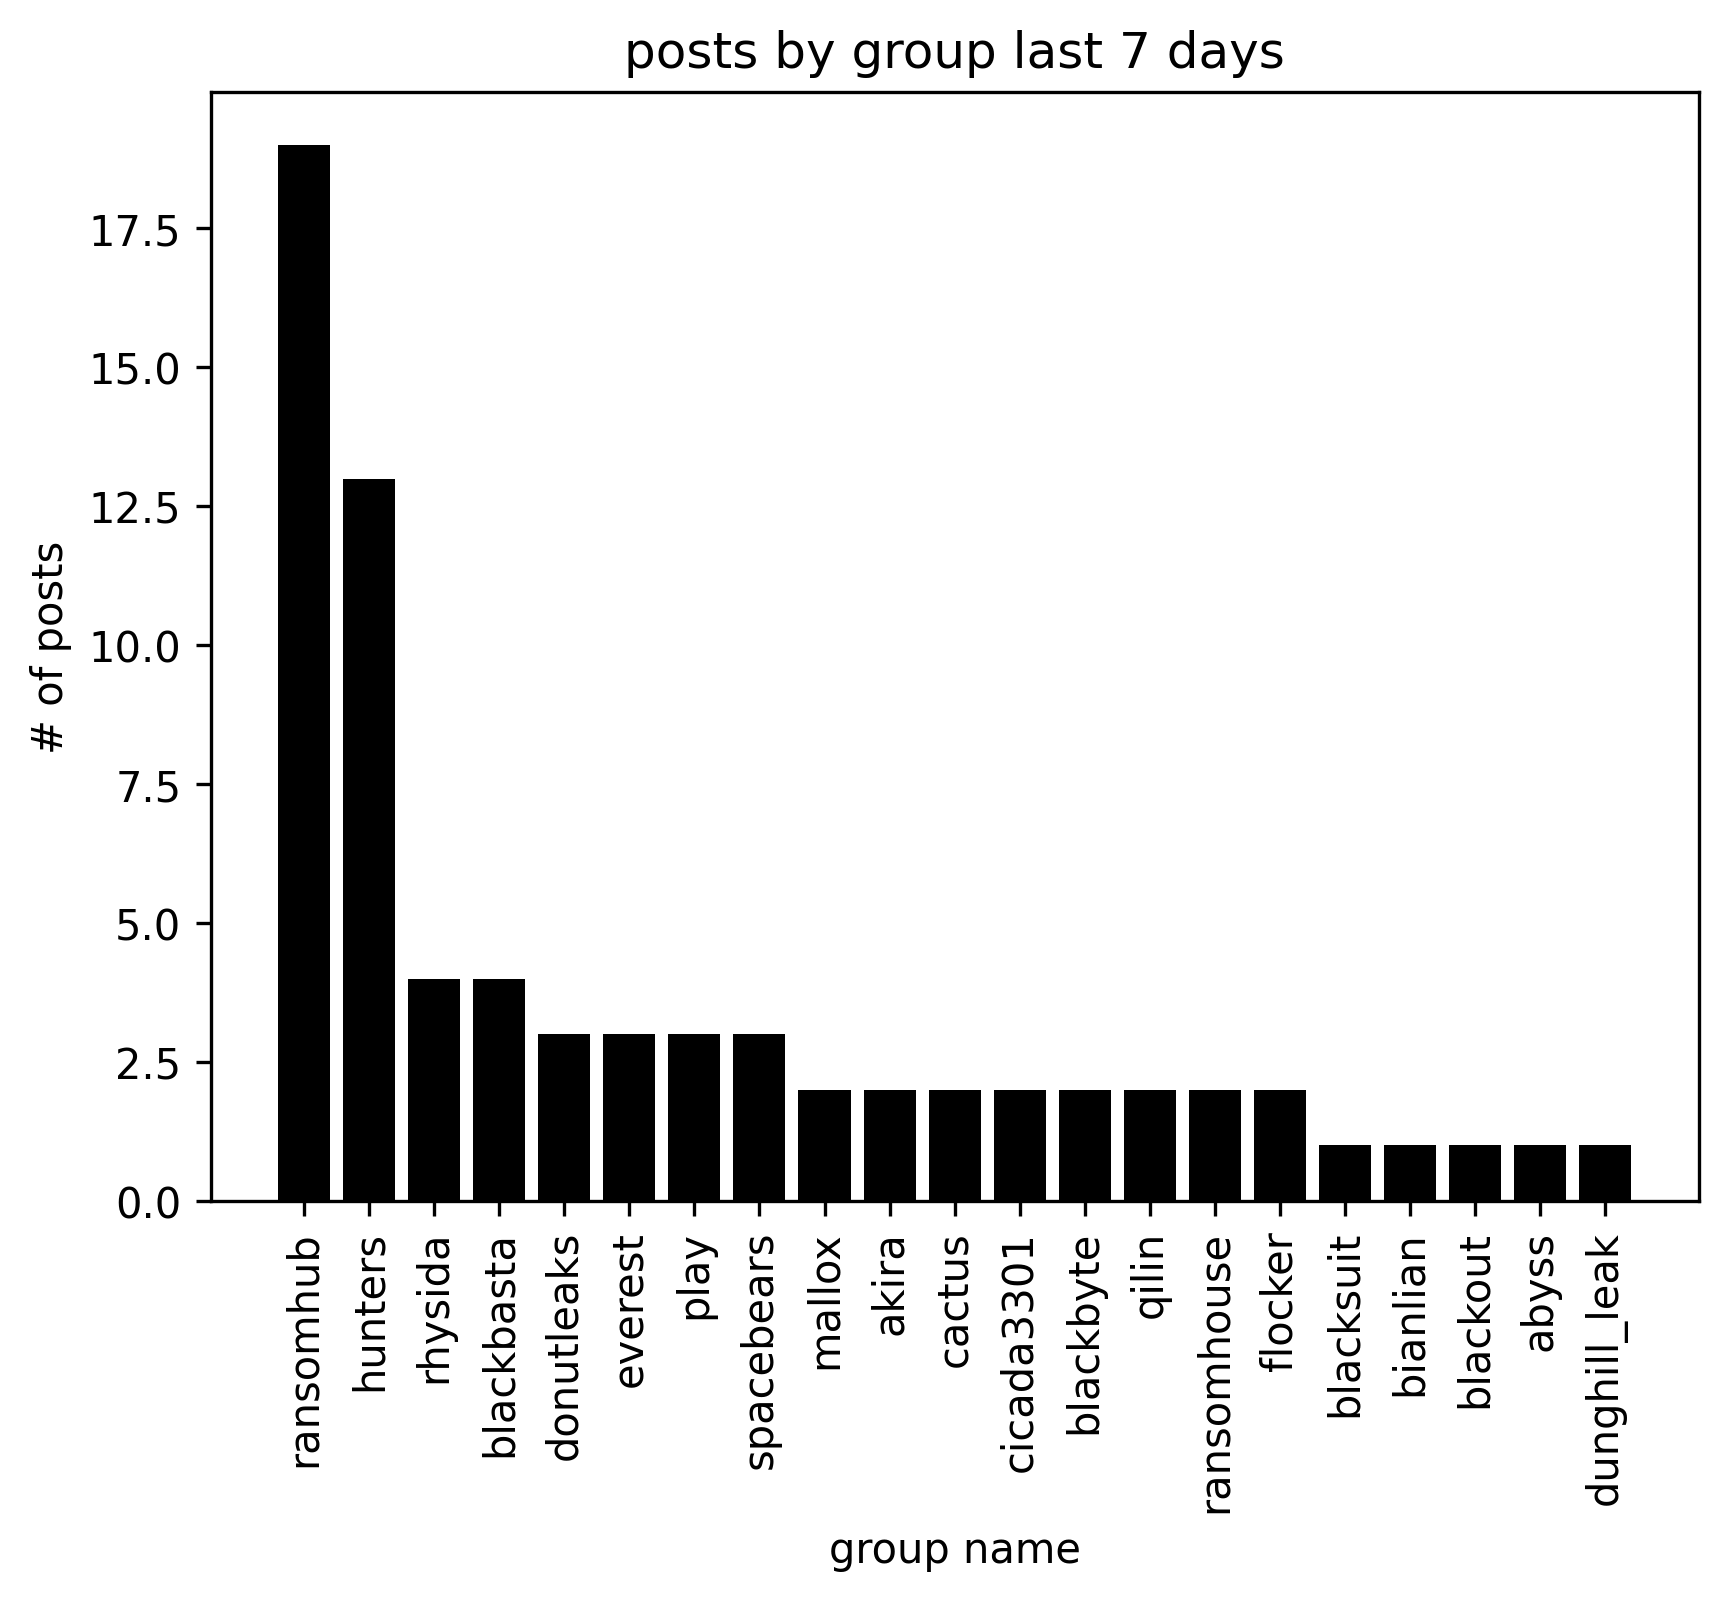 posts by group last 7 days
17.5
15.0
12.5
10.0
7.5
5.0
2.5
0.0
# of posts
ransomhub
hunters
rhysida
blackbasta
donutleaks
everest
play
spacebears
mallox
akira
cactus
cicada3301
blackbyte
qilin
ransomhouse
flocker
blacksuit
bianlian
blackout
abyss
dunghill_leak
group name